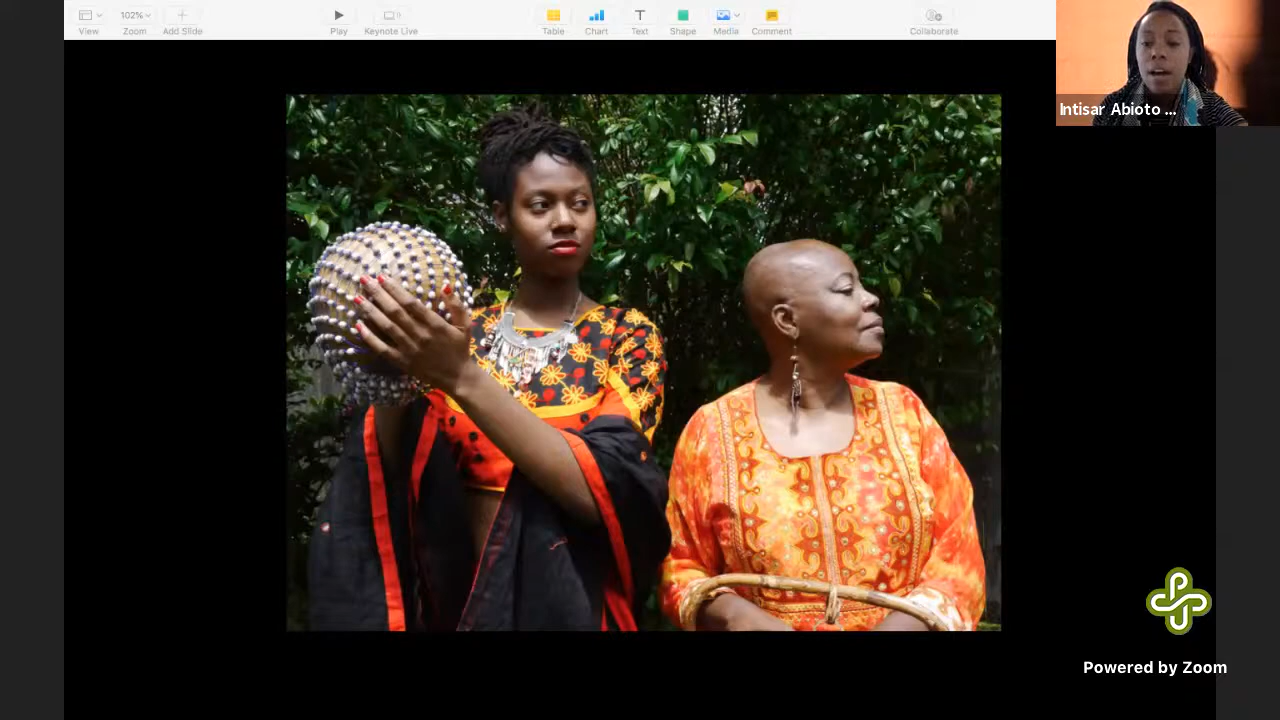 View
102%
Zoom
Add Slide
Play
Keynote Live
Table
Chart
Text
Shape
Media
Comment
Collaborate
Intisar Abioto ...
Powered by Zoom